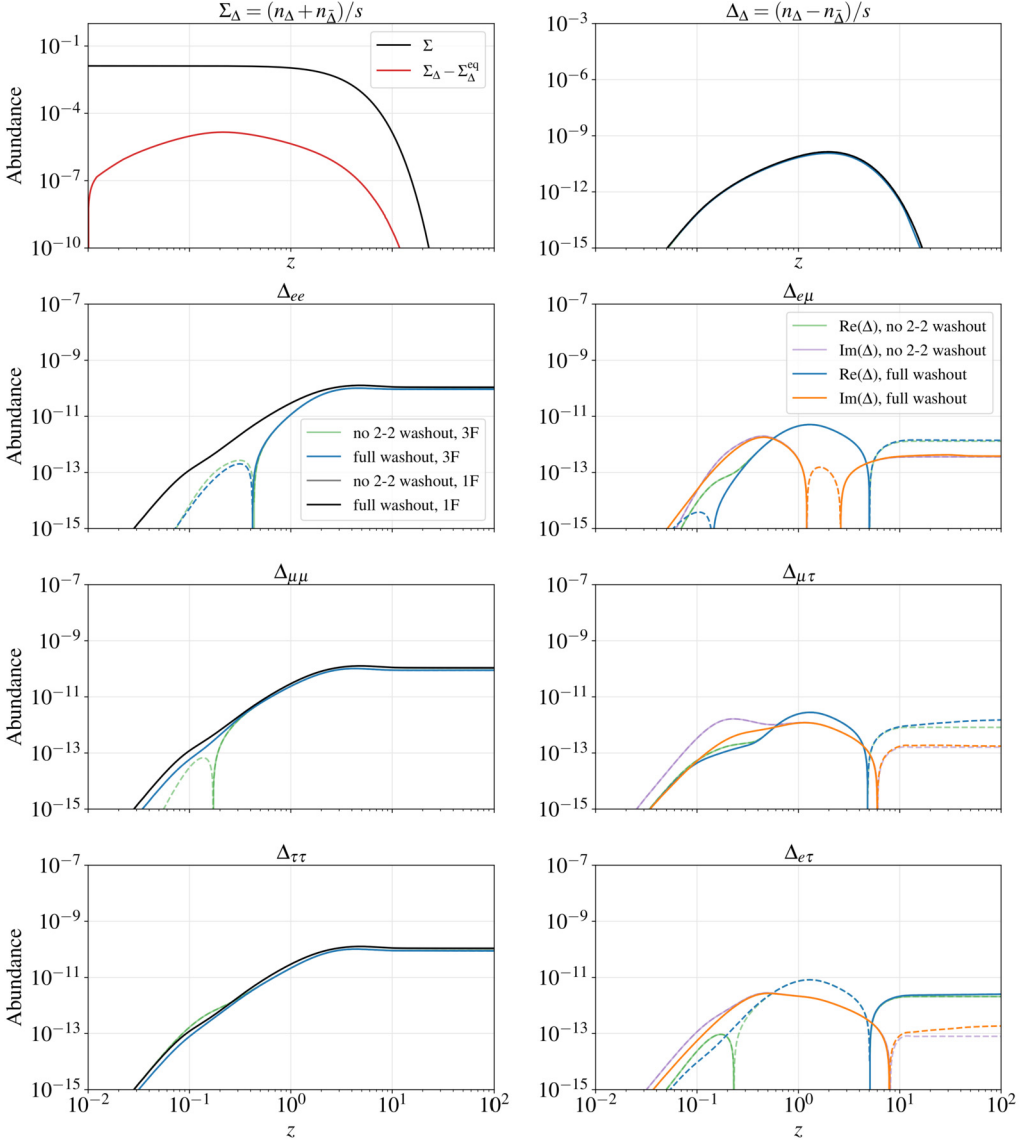 Σ_Δ = (n_Δ + n_Δ̄)/s
Δ_Δ = (n_Δ − n_Δ̄)/s
Abundance
10^−1
10^−4
10^−7
10^−10
Σ
Σ_Δ − Σ_Δ^eq
z
10^−3
10^−6
10^−9
10^−12
10^−15
z
Δ_ee
Δ_eμ
Abundance
10^−7
10^−9
10^−11
10^−13
10^−15
no 2-2 washout, 3F
full washout, 3F
no 2-2 washout, 1F
full washout, 1F
10^−7
10^−9
10^−11
10^−13
10^−15
Re(Δ), no 2-2 washout
Im(Δ), no 2-2 washout
Re(Δ), full washout
Im(Δ), full washout
Δ_μμ
Δ_μτ
Abundance
10^−7
10^−9
10^−11
10^−13
10^−15
10^−7
10^−9
10^−11
10^−13
10^−15
Δ_ττ
Δ_eτ
Abundance
10^−7
10^−9
10^−11
10^−13
10^−15
10^−2 10^−1 10^0 10^1 10^2
z
10^−7
10^−9
10^−11
10^−13
10^−15
10^−2 10^−1 10^0 10^1 10^2
z